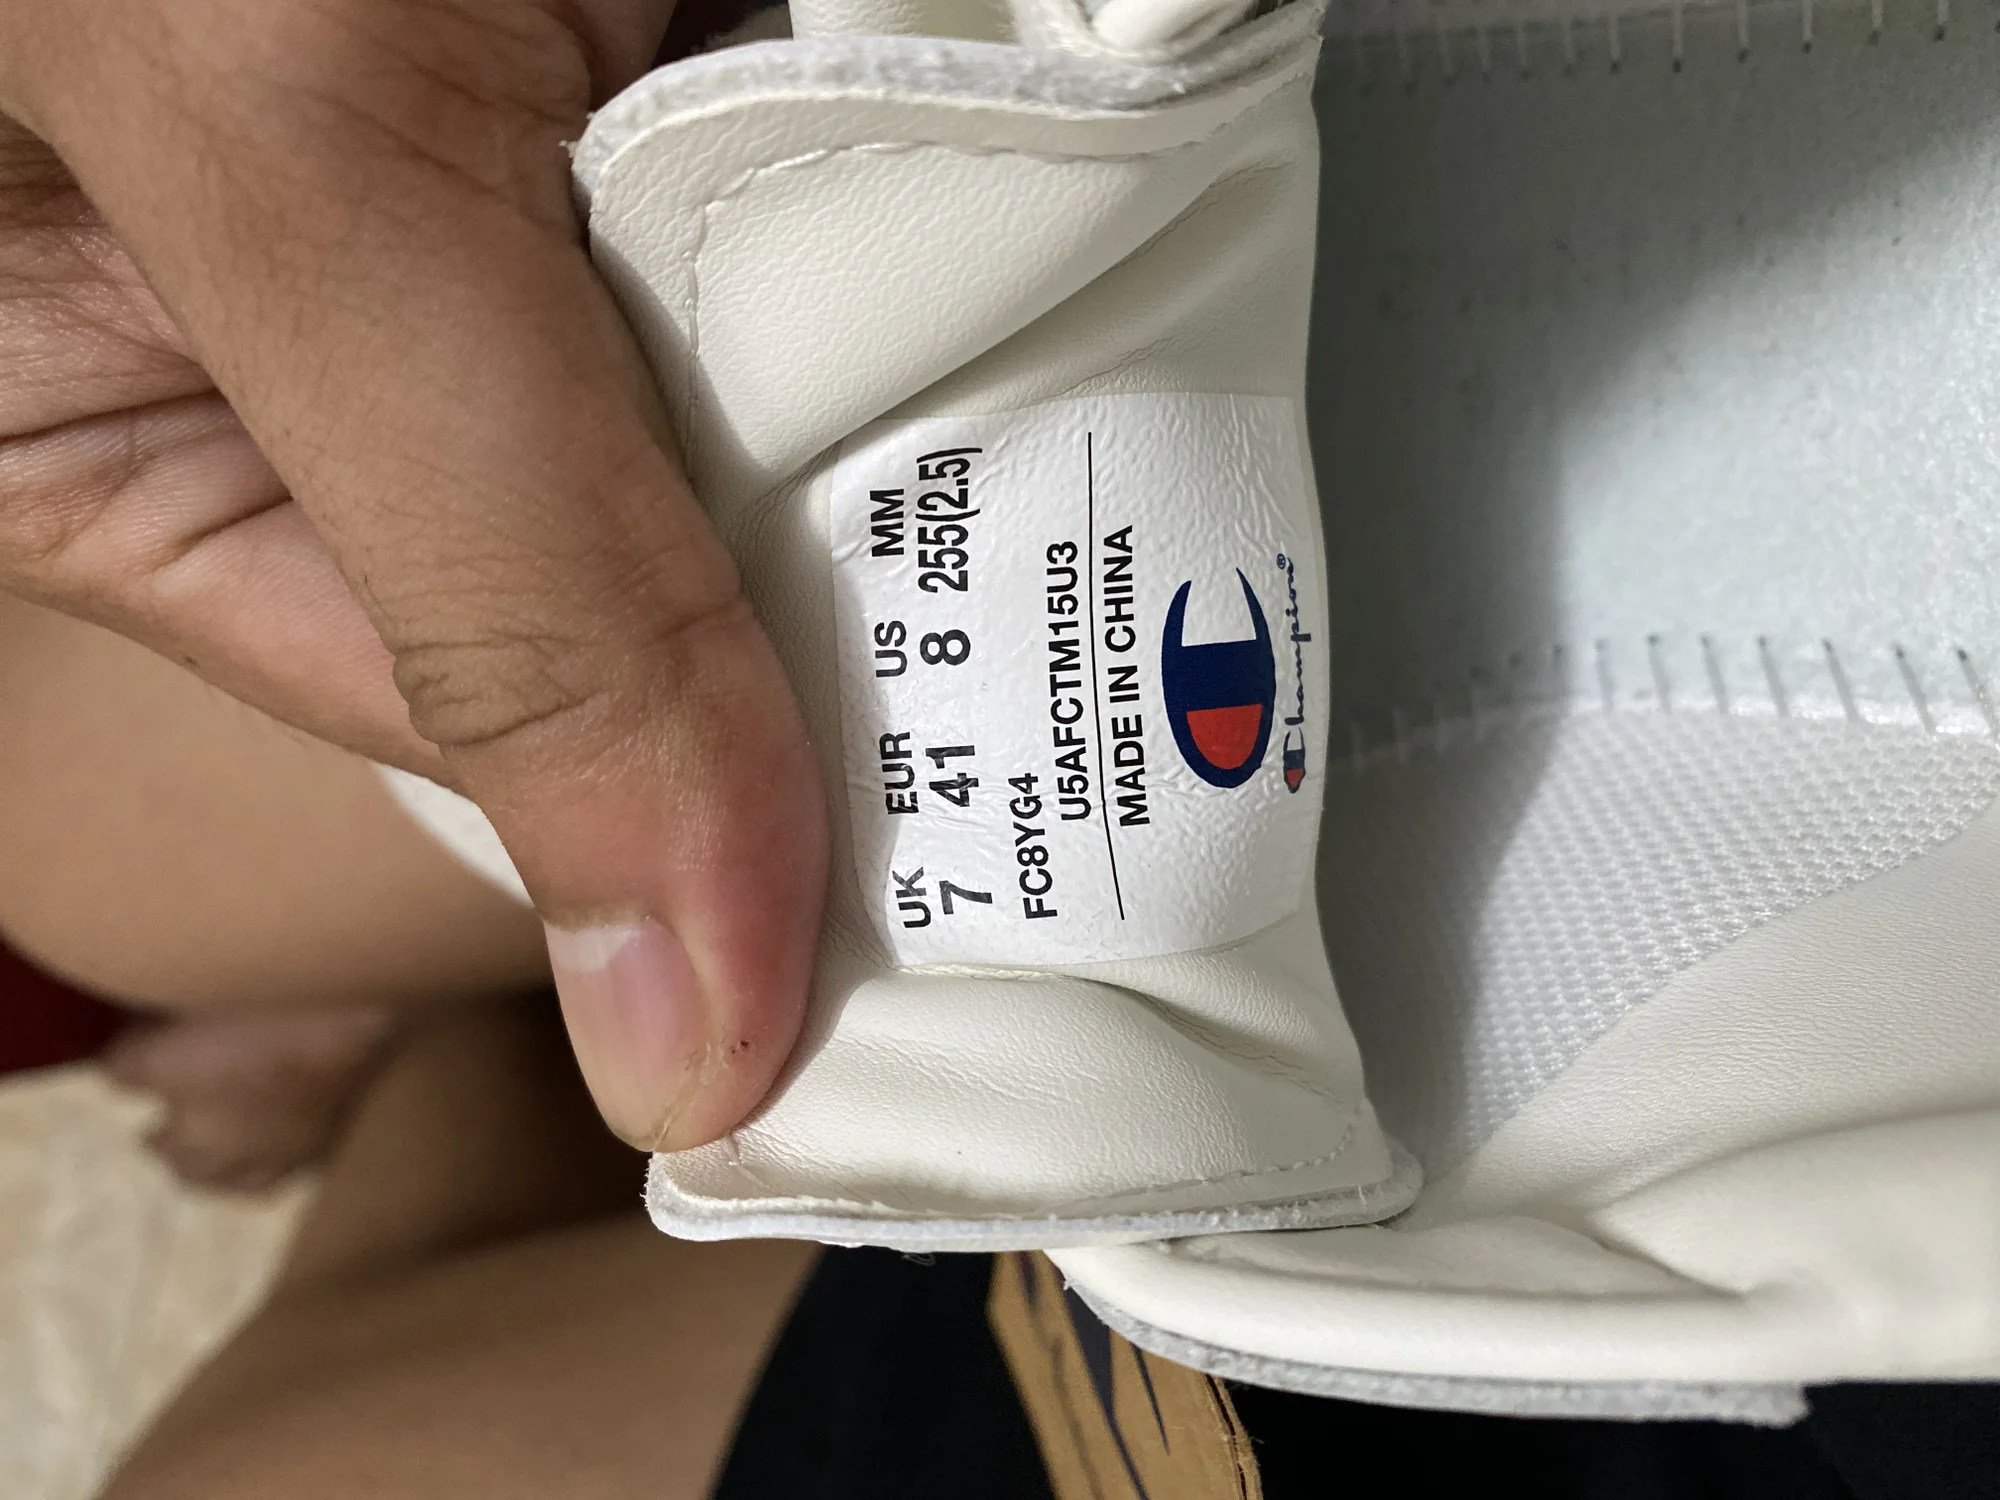 UK EUR US MM
7 41 8 255(2.5)
FC8YG4
U5AFCTM15U3
MADE IN CHINA
Champion®